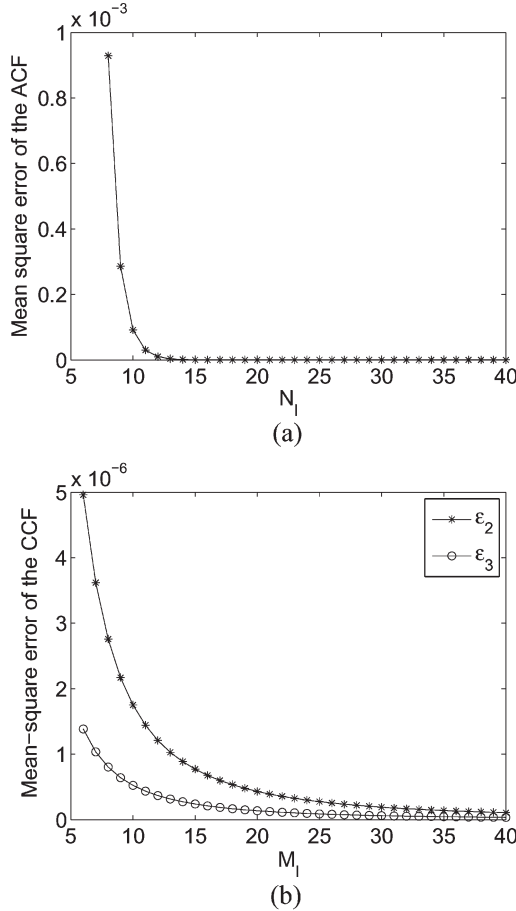 x 10^-3
1
0.8
0.6
0.4
0.2
0
Mean square error of the ACF
5 10 15 20 25 30 35 40
N_l
(a)
x 10^-6
5
4
3
2
1
0
Mean-square error of the CCF
ε_2
ε_3
5 10 15 20 25 30 35 40
M_l
(b)